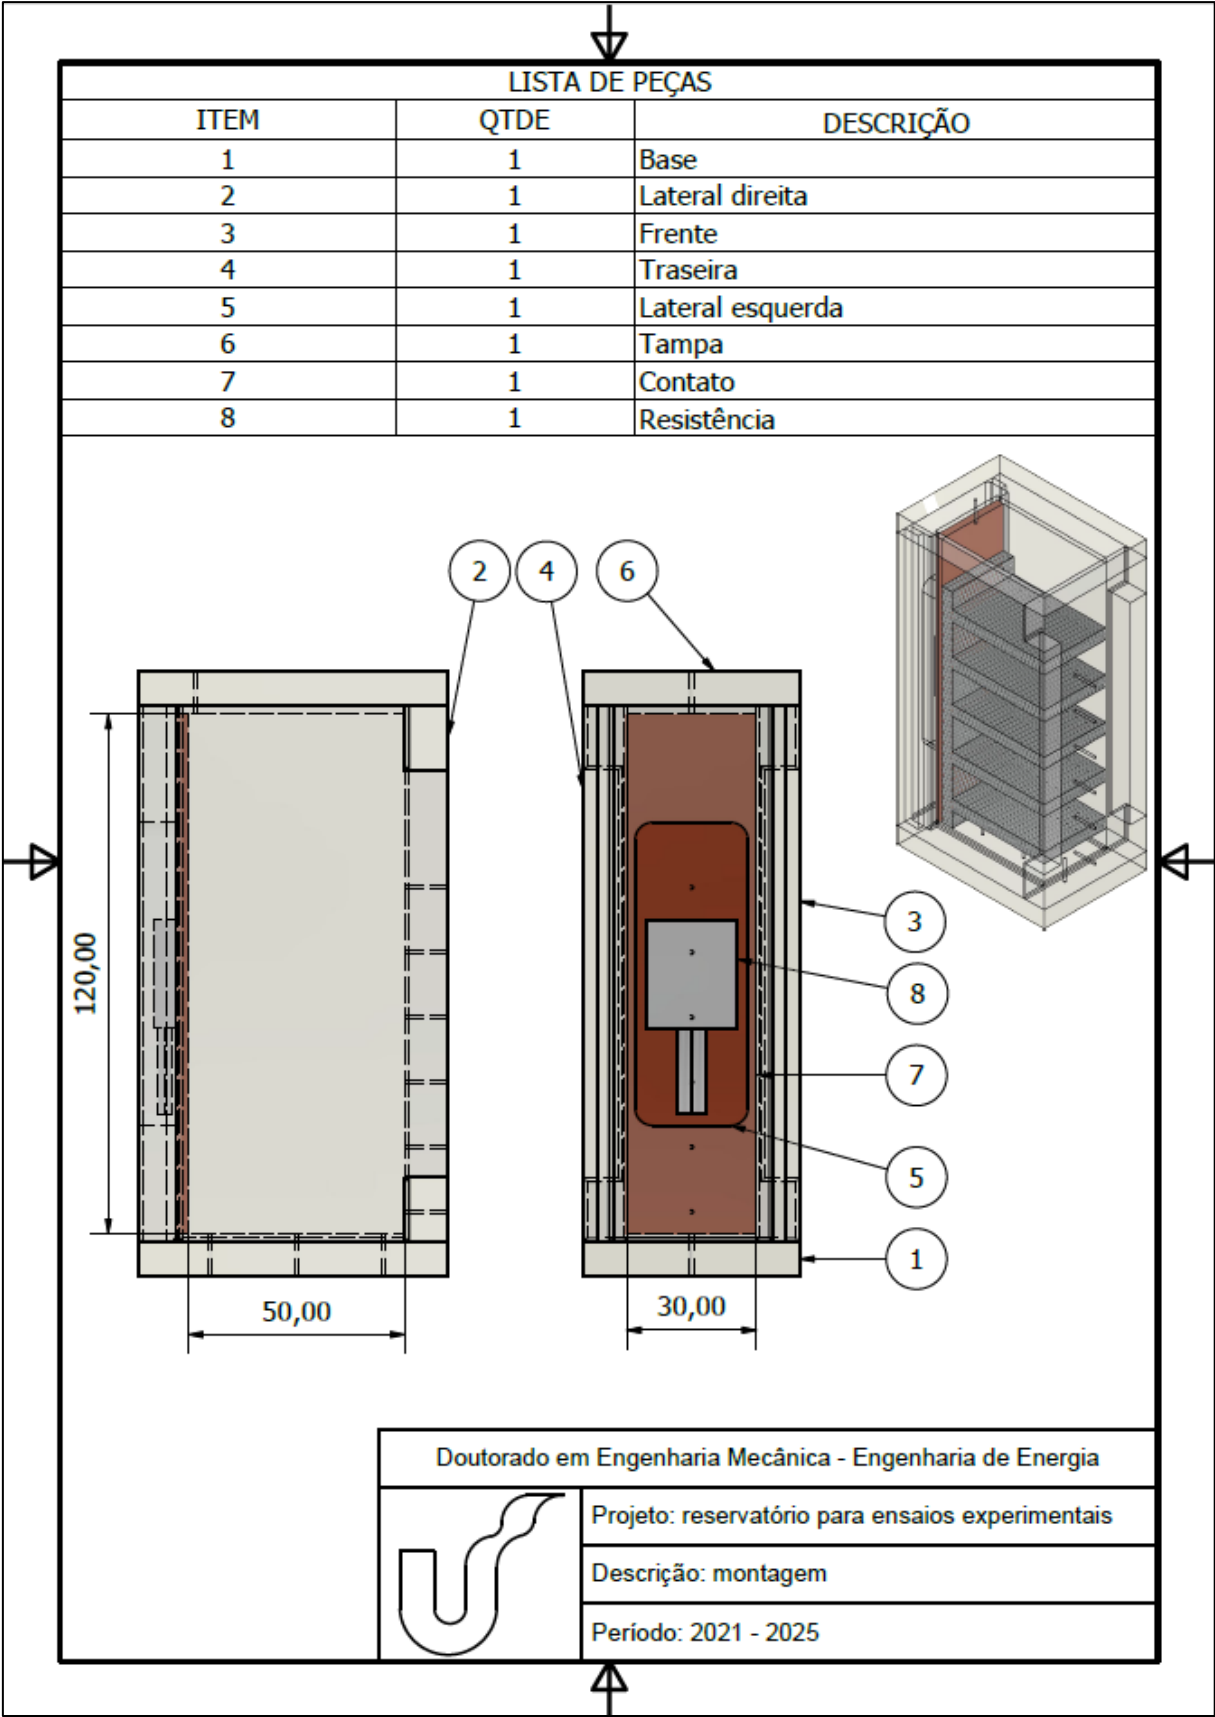 LISTA DE PEÇAS
ITEM QTDE DESCRIÇÃO
1 1 Base
2 1 Lateral direita
3 1 Frente
4 1 Traseira
5 1 Lateral esquerda
6 1 Tampa
7 1 Contato
8 1 Resistência
2 4 6
3
8
120,00
7
5
1
50,00 30,00
Doutorado em Engenharia Mecânica - Engenharia de Energia
Projeto: reservatório para ensaios experimentais
Descrição: montagem
Período: 2021 - 2025